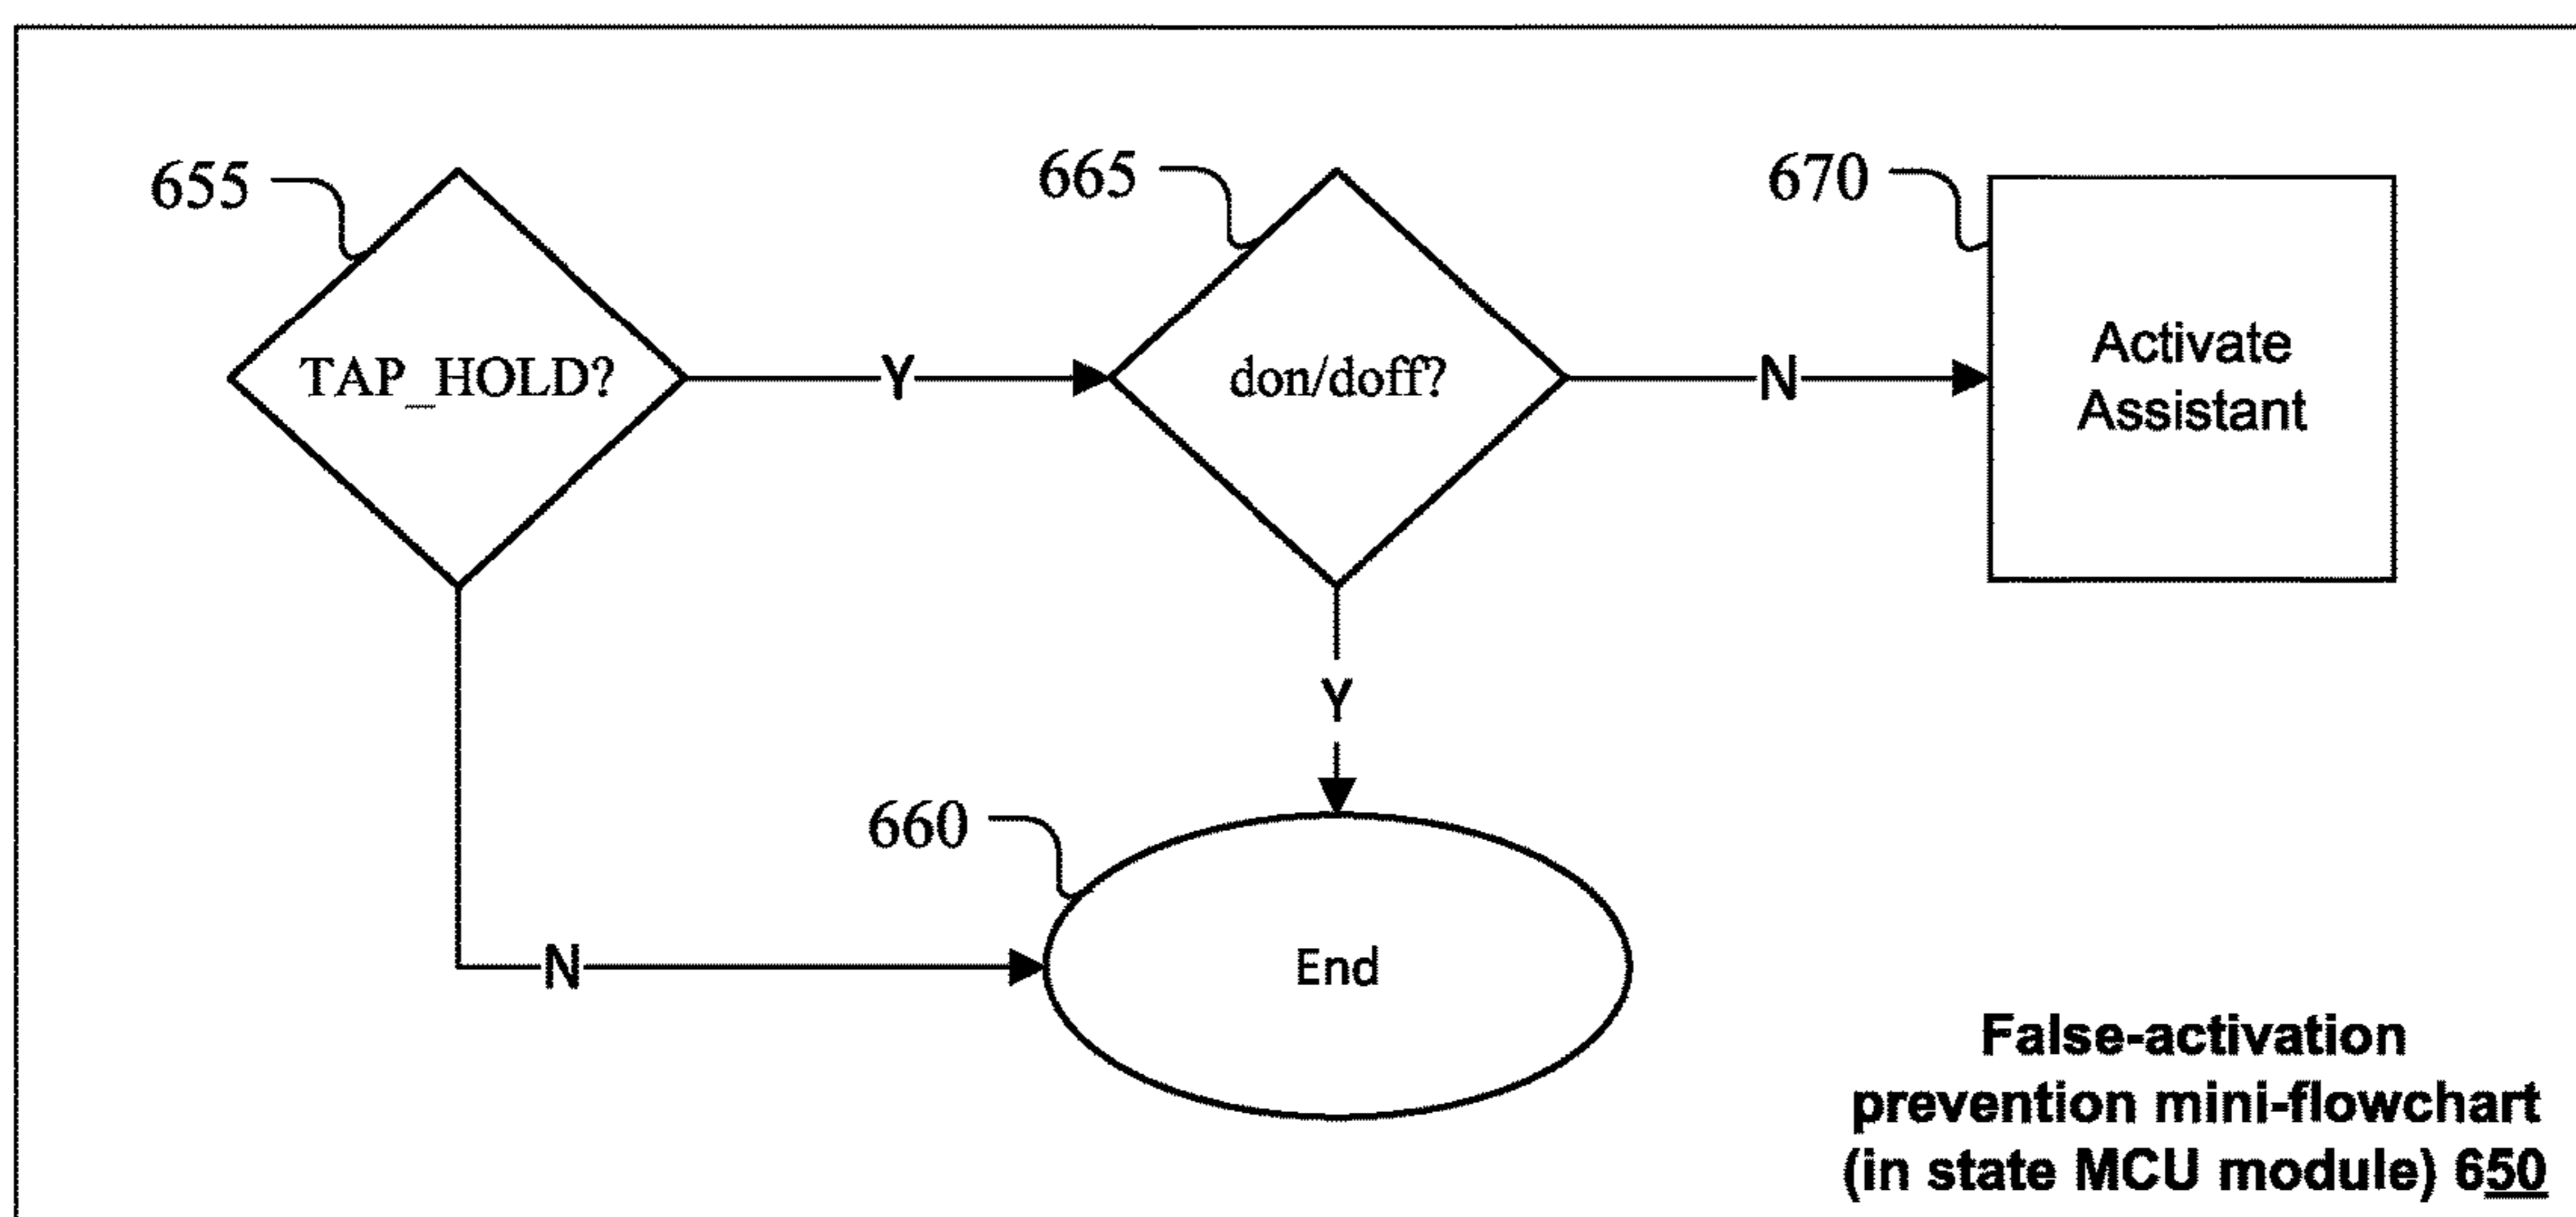 655
665
670
TAP_HOLD?
Y
don/doff?
N
Activate
Assistant
Y
660
N
End
False-activation
prevention mini-flowchart
(in state MCU module) 650